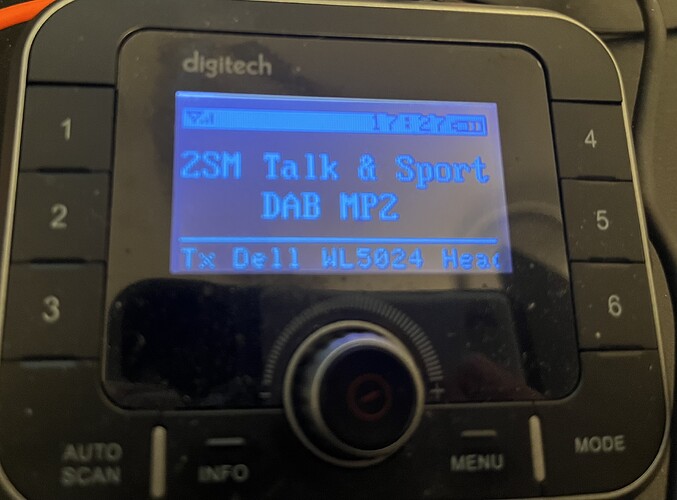 digitech
17:27
2SM Talk & Sport
DAB MP2
Tx Dell WL5024 Head
1
2
3
4
5
6
- +
AUTO
SCAN
INFO
MENU
MODE